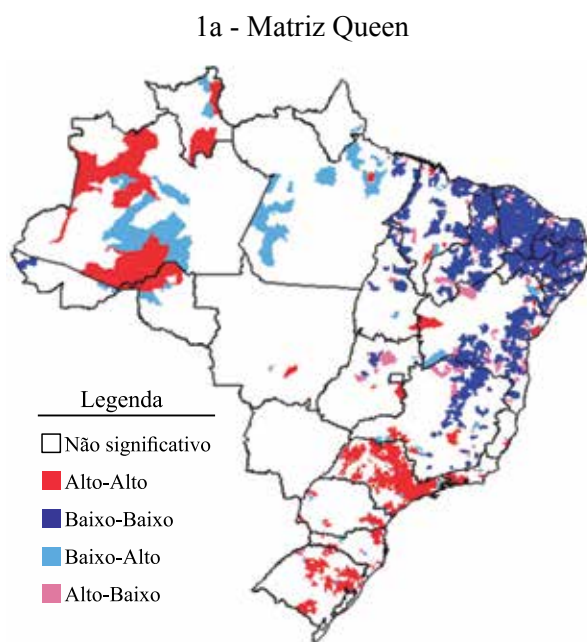 1a - Matriz Queen
Legenda
Não significativo
Alto-Alto
Baixo-Baixo
Baixo-Alto
Alto-Baixo